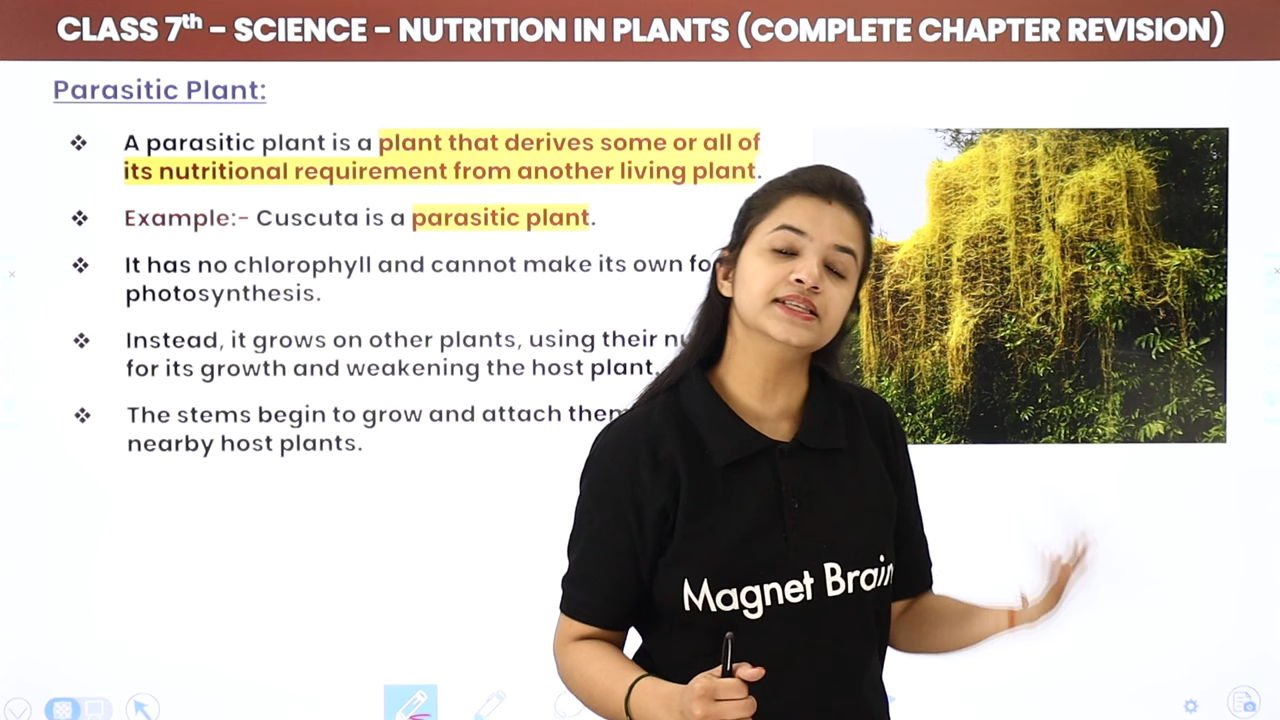 CLASS 7th - SCIENCE - NUTRITION IN PLANTS (COMPLETE CHAPTER REVISION)
Parasitic Plant:
❖ A parasitic plant is a plant that derives some or all of
its nutritional requirement from another living plant.
❖ Example:- Cuscuta is a parasitic plant.
❖ It has no chlorophyll and cannot make its own
photosynthesis.
❖ Instead, it grows on other plants, using their
for its growth and weakening the host plant.
❖ The stems begin to grow and attach
nearby host plants.
Magnet Brain